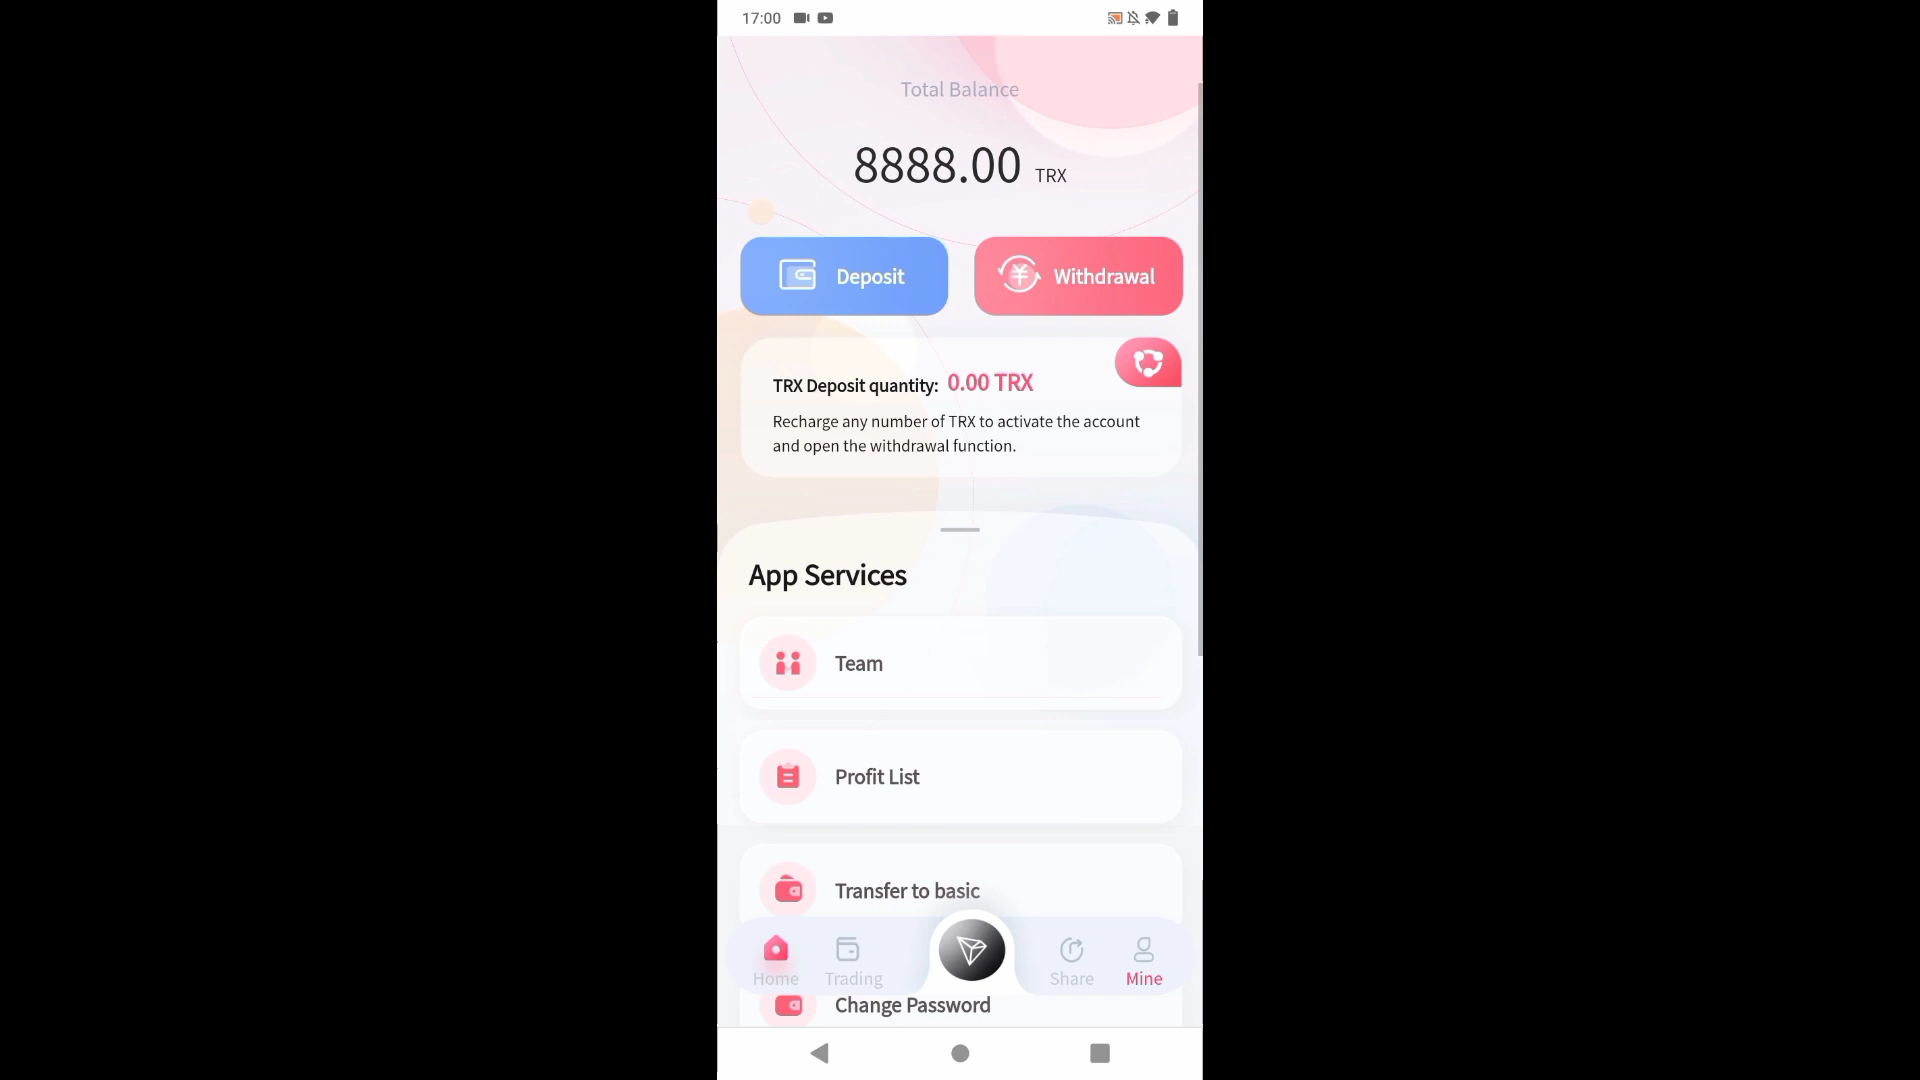 17:00
Total Balance
8888.00 TRX
Deposit
Withdrawal
TRX Deposit quantity: 0.00 TRX
Recharge any number of TRX to activate the account
and open the withdrawal function.
App Services
Team
Profit List
Transfer to basic
Home
Trading
Share
Mine
Change Password